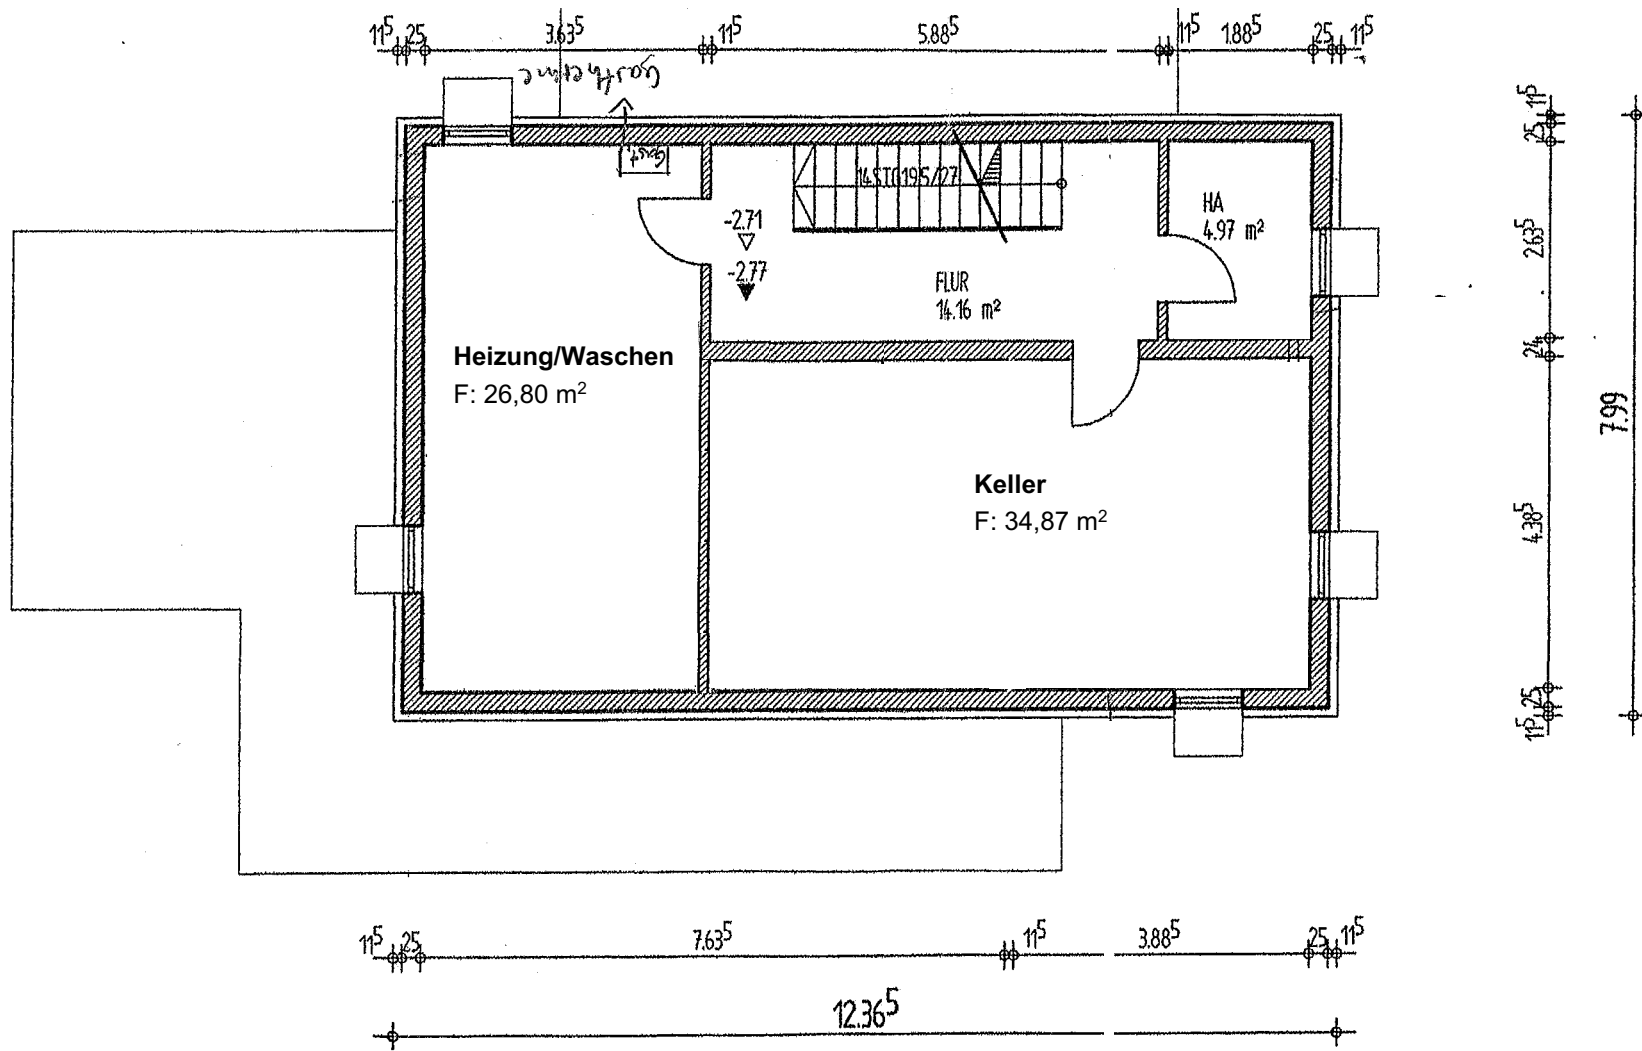 11⁵ 25 3.63⁵ 11⁵ 5.88⁵ 11⁵ 1.88⁵ 25 11⁵
Gastherme
Gast.
14.STG 19.5/27
HA
4.97 m²
-2.71
-2.77
FLUR
14.16 m²
Heizung/Waschen
F: 26,80 m²
Keller
F: 34,87 m²
11⁵
25
2.63⁵
24
4.38⁵
25
11⁵
7.99
11⁵ 25 7.63⁵ 11⁵ 3.88⁵ 25 11⁵
12.36⁵